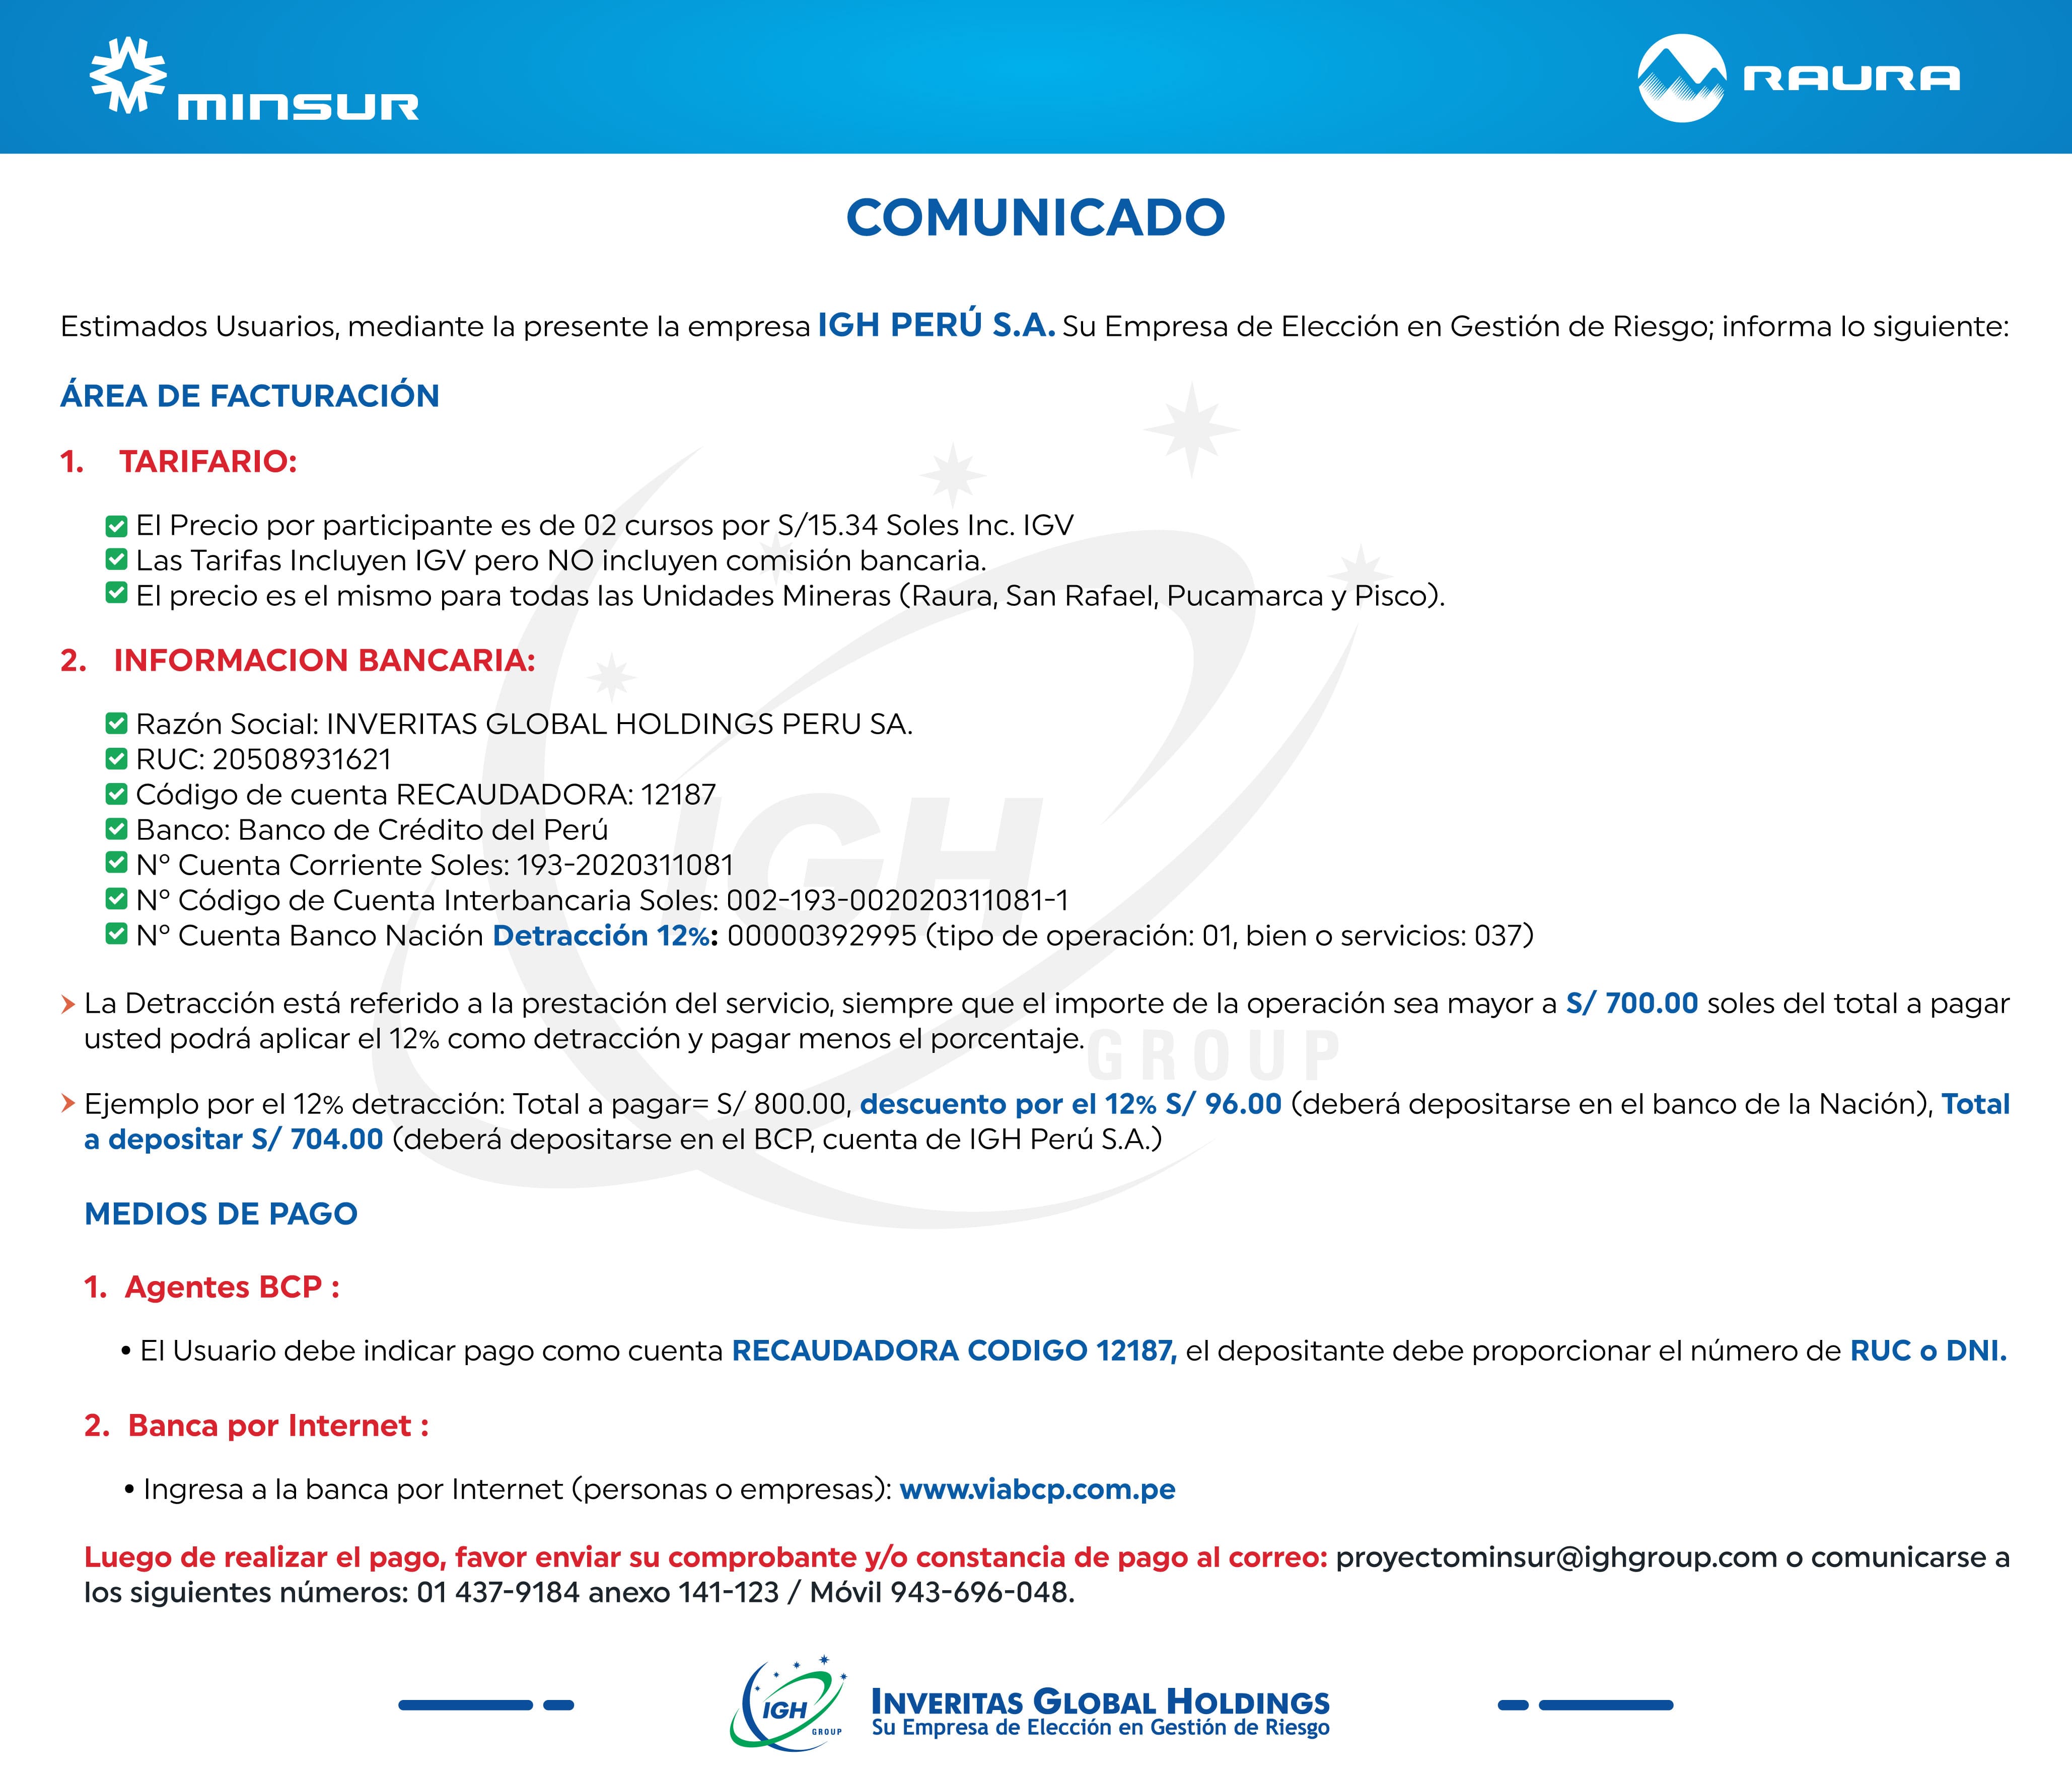 MINSUR
RAURA
COMUNICADO
Estimados Usuarios, mediante la presente la empresa IGH PERÚ S.A. Su Empresa de Elección en Gestión de Riesgo; informa lo siguiente:
ÁREA DE FACTURACIÓN
1. TARIFARIO:
El Precio por participante es de 02 cursos por S/15.34 Soles Inc. IGV
Las Tarifas Incluyen IGV pero NO incluyen comisión bancaria.
El precio es el mismo para todas las Unidades Mineras (Raura, San Rafael, Pucamarca y Pisco).
2. INFORMACION BANCARIA:
Razón Social: INVERITAS GLOBAL HOLDINGS PERU SA.
RUC: 20508931621
Código de cuenta RECAUDADORA: 12187
Banco: Banco de Crédito del Perú
Nº Cuenta Corriente Soles: 193-2020311081
Nº Código de Cuenta Interbancaria Soles: 002-193-002020311081-1
Nº Cuenta Banco Nación Detracción 12%: 00000392995 (tipo de operación: 01, bien o servicios: 037)
La Detracción está referido a la prestación del servicio, siempre que el importe de la operación sea mayor a S/ 700.00 soles del total a pagar
usted podrá aplicar el 12% como detracción y pagar menos el porcentaje.
Ejemplo por el 12% detracción: Total a pagar= S/ 800.00, descuento por el 12% S/ 96.00 (deberá depositarse en el banco de la Nación), Total
a depositar S/ 704.00 (deberá depositarse en el BCP, cuenta de IGH Perú S.A.)
IGH
GROUP
MEDIOS DE PAGO
1. Agentes BCP :
• El Usuario debe indicar pago como cuenta RECAUDADORA CODIGO 12187, el depositante debe proporcionar el número de RUC o DNI.
2. Banca por Internet :
• Ingresa a la banca por Internet (personas o empresas): www.viabcp.com.pe
Luego de realizar el pago, favor enviar su comprobante y/o constancia de pago al correo: proyectominsur@ighgroup.com o comunicarse a
los siguientes números: 01 437-9184 anexo 141-123 / Móvil 943-696-048.
IGH
GROUP
INVERITAS GLOBAL HOLDINGS
Su Empresa de Elección en Gestión de Riesgo